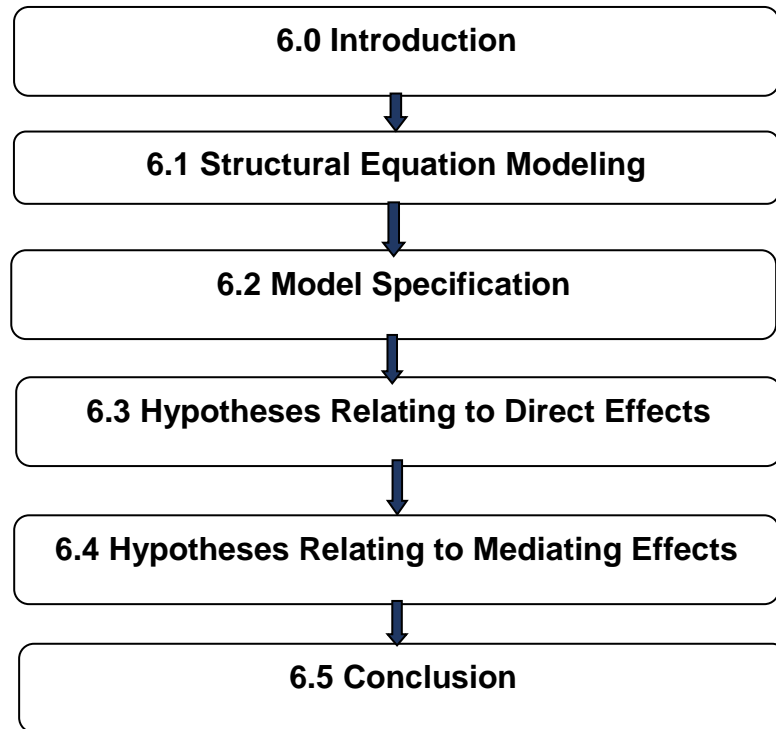 6.0 Introduction
6.1 Structural Equation Modeling
6.2 Model Specification
6.3 Hypotheses Relating to Direct Effects
6.4 Hypotheses Relating to Mediating Effects
6.5 Conclusion